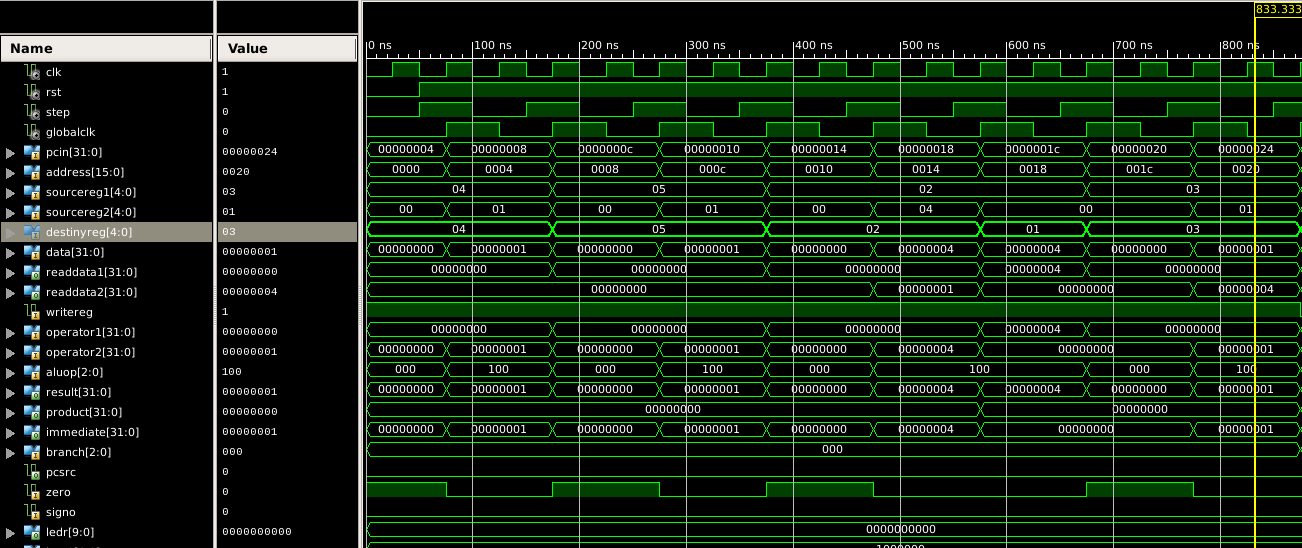 833.333
Name Value 0 ns 100 ns 200 ns 300 ns 400 ns 500 ns 600 ns 700 ns 800 ns
clk 1
rst 1
step 0
globalclk 0
pcin[31:0] 00000024 00000004 00000008 0000000c 00000010 00000014 00000018 0000001c 00000020 00000024
address[15:0] 0020 0000 0004 0008 000c 0010 0014 0018 001c 0020
sourcereg1[4:0] 03 04 05 02 03
sourcereg2[4:0] 01 00 01 00 01 00 04 00 01
destinyreg[4:0] 03 04 05 02 01 03
data[31:0] 00000001 00000000 00000001 00000000 00000001 00000000 00000004 00000004 00000000 00000001
readdata1[31:0] 00000000 00000000 00000000 00000000 00000004 00000000
readdata2[31:0] 00000004 00000000 00000001 00000000 00000004
writereg 1
operator1[31:0] 00000000 00000000 00000000 00000000 00000004 00000000
operator2[31:0] 00000001 00000000 00000001 00000000 00000001 00000000 00000004 00000000 00000001
aluop[2:0] 100 000 100 000 100 000 100 000 100
result[31:0] 00000001 00000000 00000001 00000000 00000001 00000000 00000004 00000004 00000000 00000001
product[31:0] 00000000 00000000 00000000
immediate[31:0] 00000001 00000000 00000001 00000000 00000001 00000000 00000004 00000000 00000001
branch[2:0] 000 000
pcsrc 0
zero 0
signo 0
ledr[9:0] 0000000000 0000000000